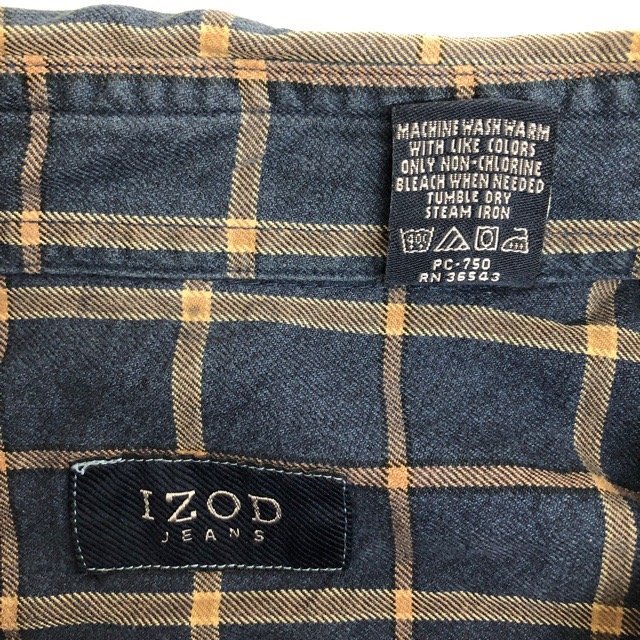 MACHINE WASH WARM
WITH LIKE COLORS
ONLY NON-CHLORINE
BLEACH WHEN NEEDED
TUMBLE DRY
STEAM IRON
PC-750
RN 36543
IZOD
JEANS